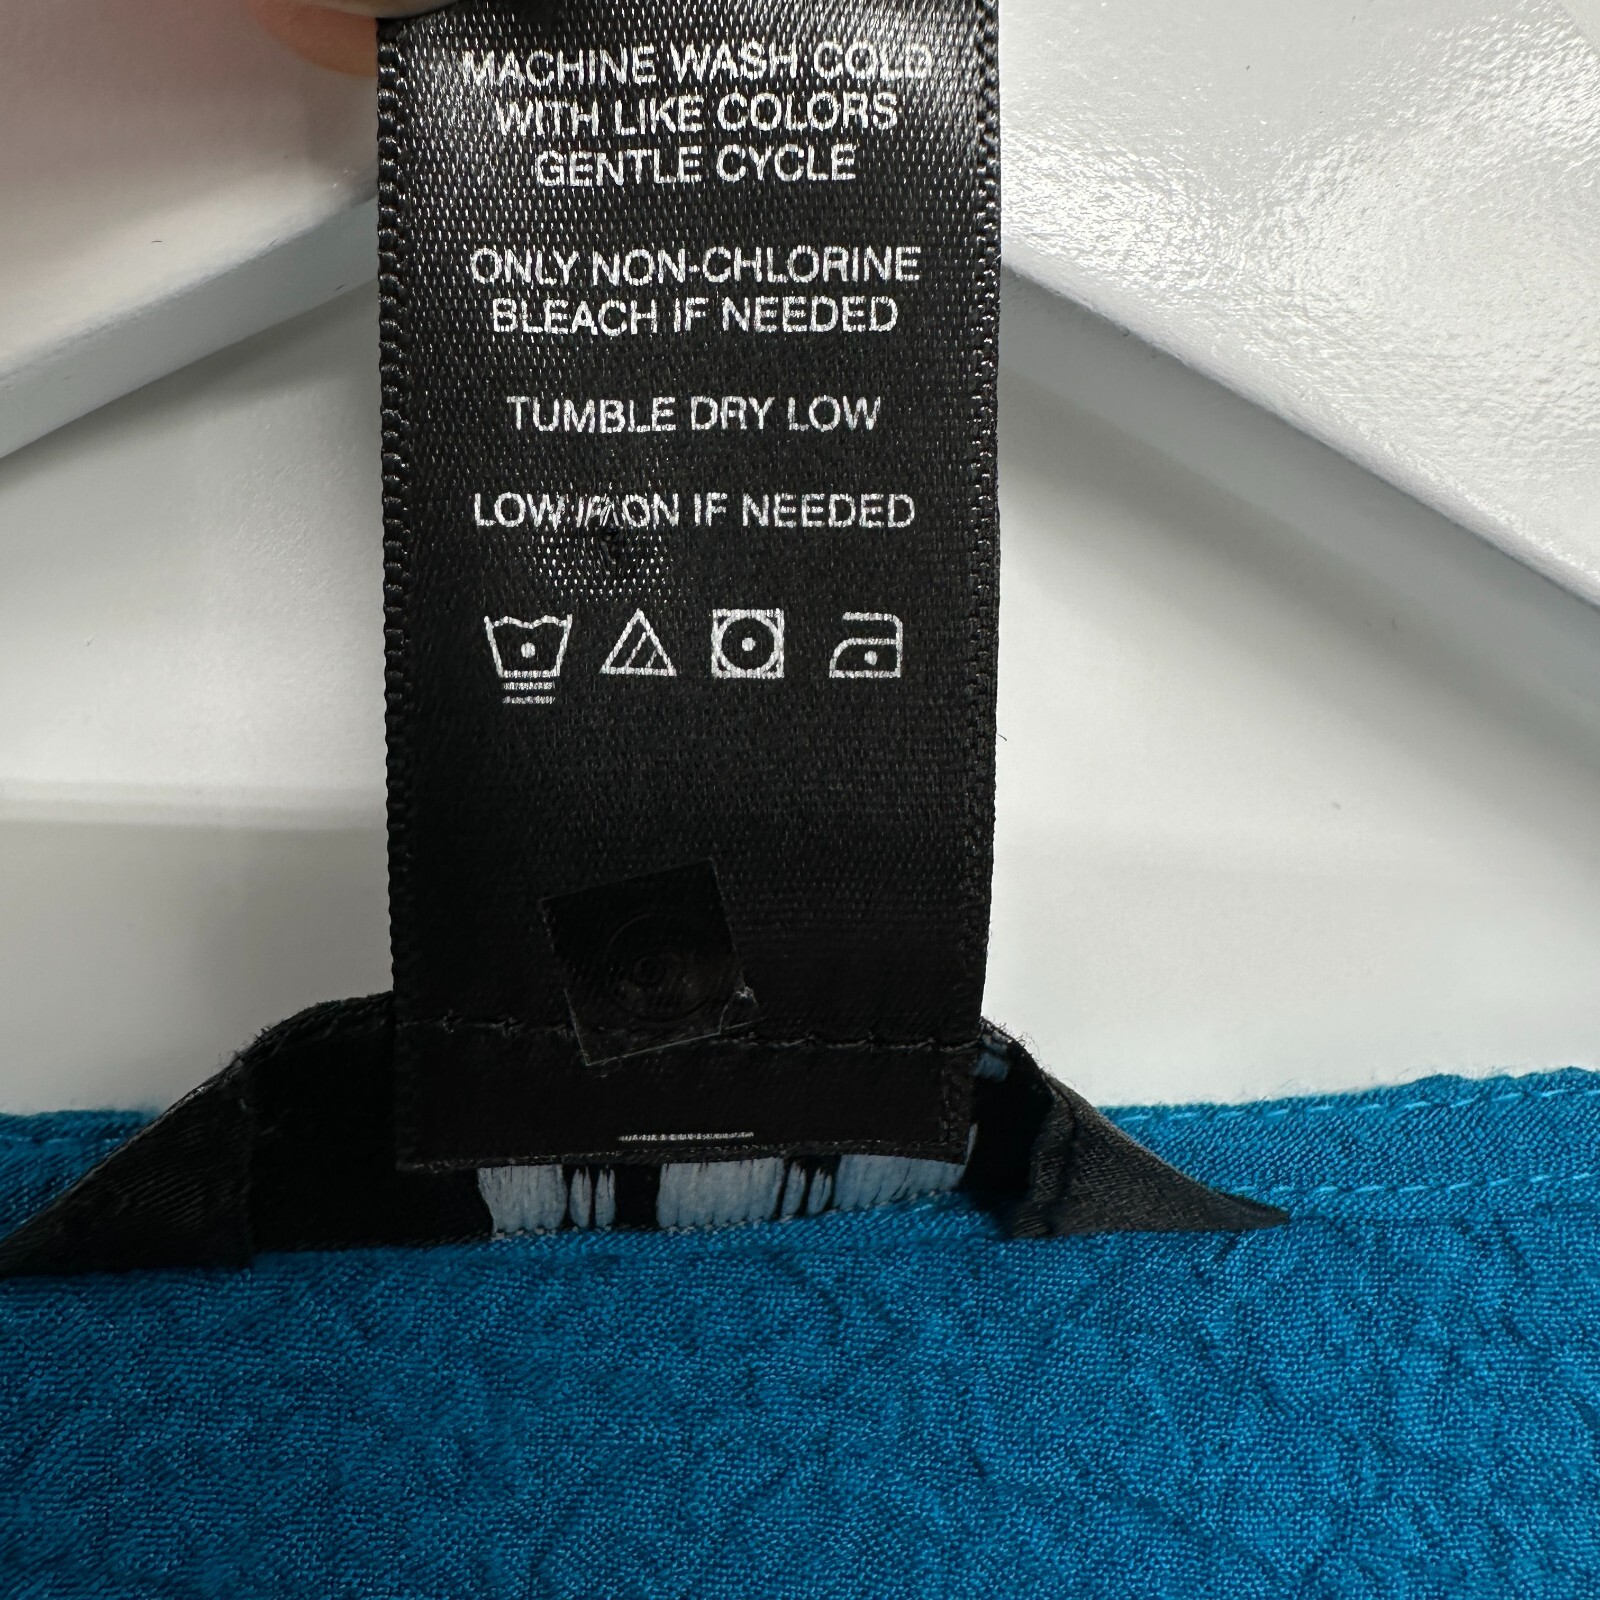 MACHINE WASH COLD
WITH LIKE COLORS
GENTLE CYCLE
ONLY NON-CHLORINE
BLEACH IF NEEDED
TUMBLE DRY LOW
LOW IRON IF NEEDED